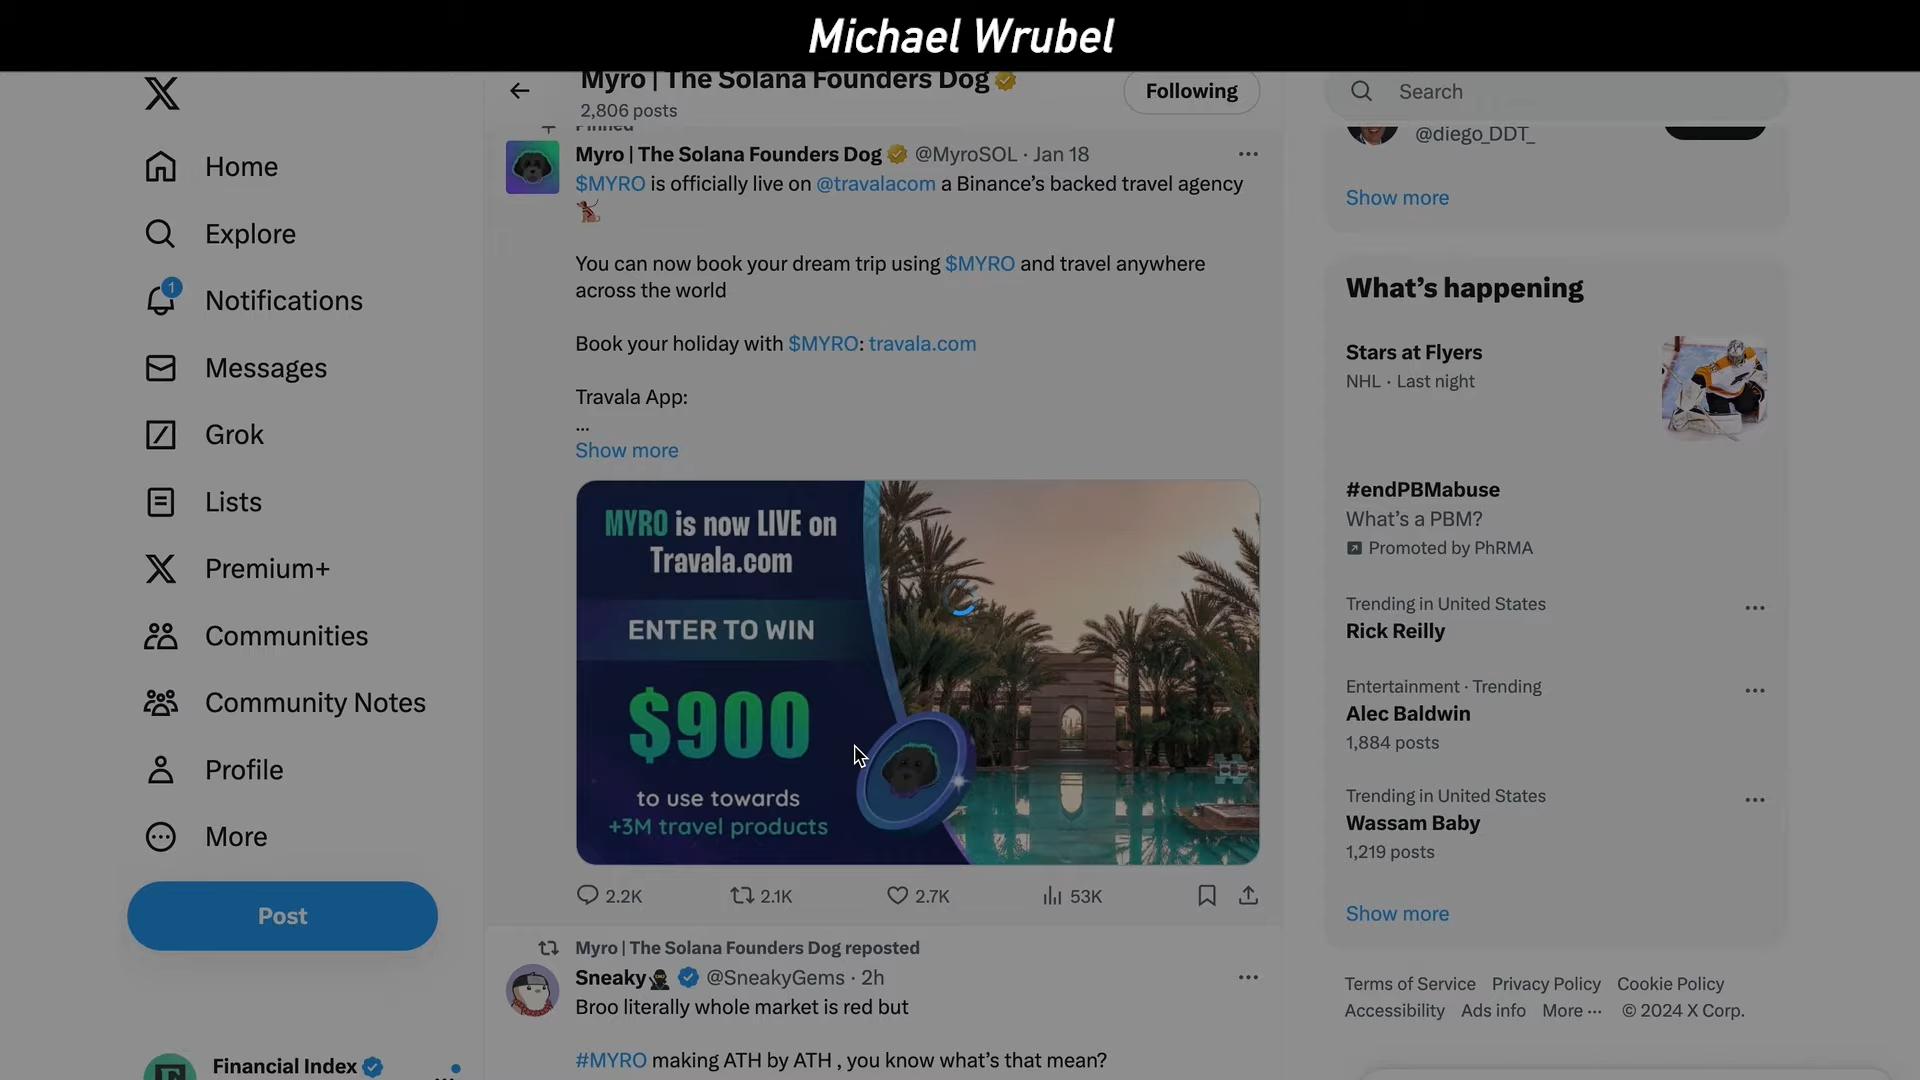 Michael Wrubel
Myro | The Solana Founders Dog
2,806 posts
Following
Search
Home
Explore
1
Notifications
Messages
Grok
Lists
Premium+
Communities
Community Notes
Profile
More
Post
Financial Index
Pinned
Myro | The Solana Founders Dog @MyroSOL · Jan 18
$MYRO is officially live on @travalacom a Binance’s backed travel agency
You can now book your dream trip using $MYRO and travel anywhere
across the world
Book your holiday with $MYRO: travala.com
Travala App:
...
Show more
MYRO is now LIVE on
Travala.com
ENTER TO WIN
$900
to use towards
+3M travel products
2.2K 2.1K 2.7K 53K
Myro | The Solana Founders Dog reposted
Sneaky @SneakyGems · 2h
Broo literally whole market is red but
#MYRO making ATH by ATH , you know what’s that mean?
@diego_DDT_
Show more
What’s happening
Stars at Flyers
NHL · Last night
#endPBMabuse
What’s a PBM?
Promoted by PhRMA
Trending in United States
Rick Reilly
Entertainment · Trending
Alec Baldwin
1,884 posts
Trending in United States
Wassam Baby
1,219 posts
Show more
Terms of Service Privacy Policy Cookie Policy
Accessibility Ads info More ··· © 2024 X Corp.